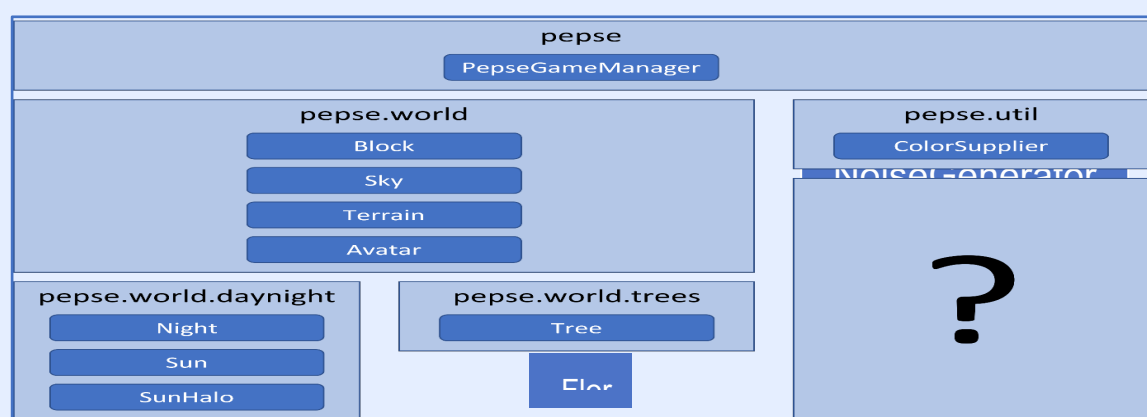 pepse
PepseGameManager
pepse.world
Block
Sky
Terrain
Avatar
pepse.util
ColorSupplier
NoiseGenerator
?
pepse.world.daynight
Night
Sun
SunHalo
pepse.world.trees
Tree